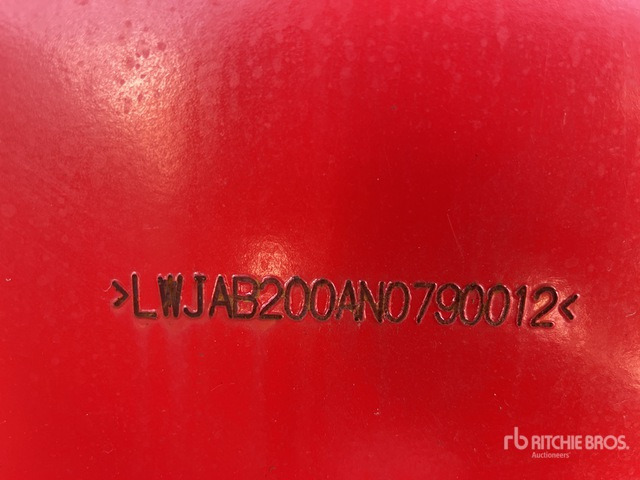 >LWJAB200AN0790012<
rb RITCHIE BROS.
Auctioneers